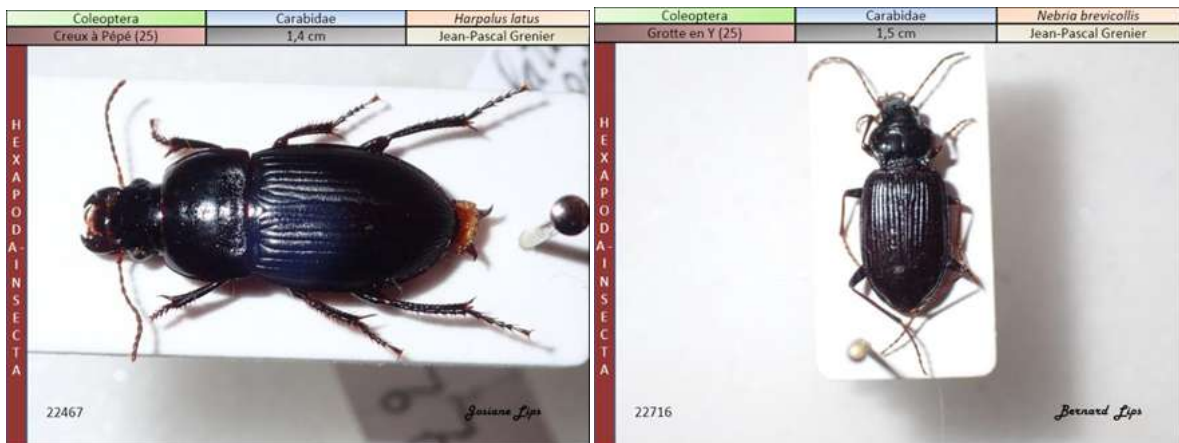 Coleoptera Carabidae Harpalus latus
Creux à Pépé (25) 1,4 cm Jean-Pascal Grenier
HEXAPODA-INSECTA
22467 Josiane Lips
Coleoptera Carabidae Nebria brevicollis
Grotte en Y (25) 1,5 cm Jean-Pascal Grenier
HEXAPODA-INSECTA
22716 Bernard Lips